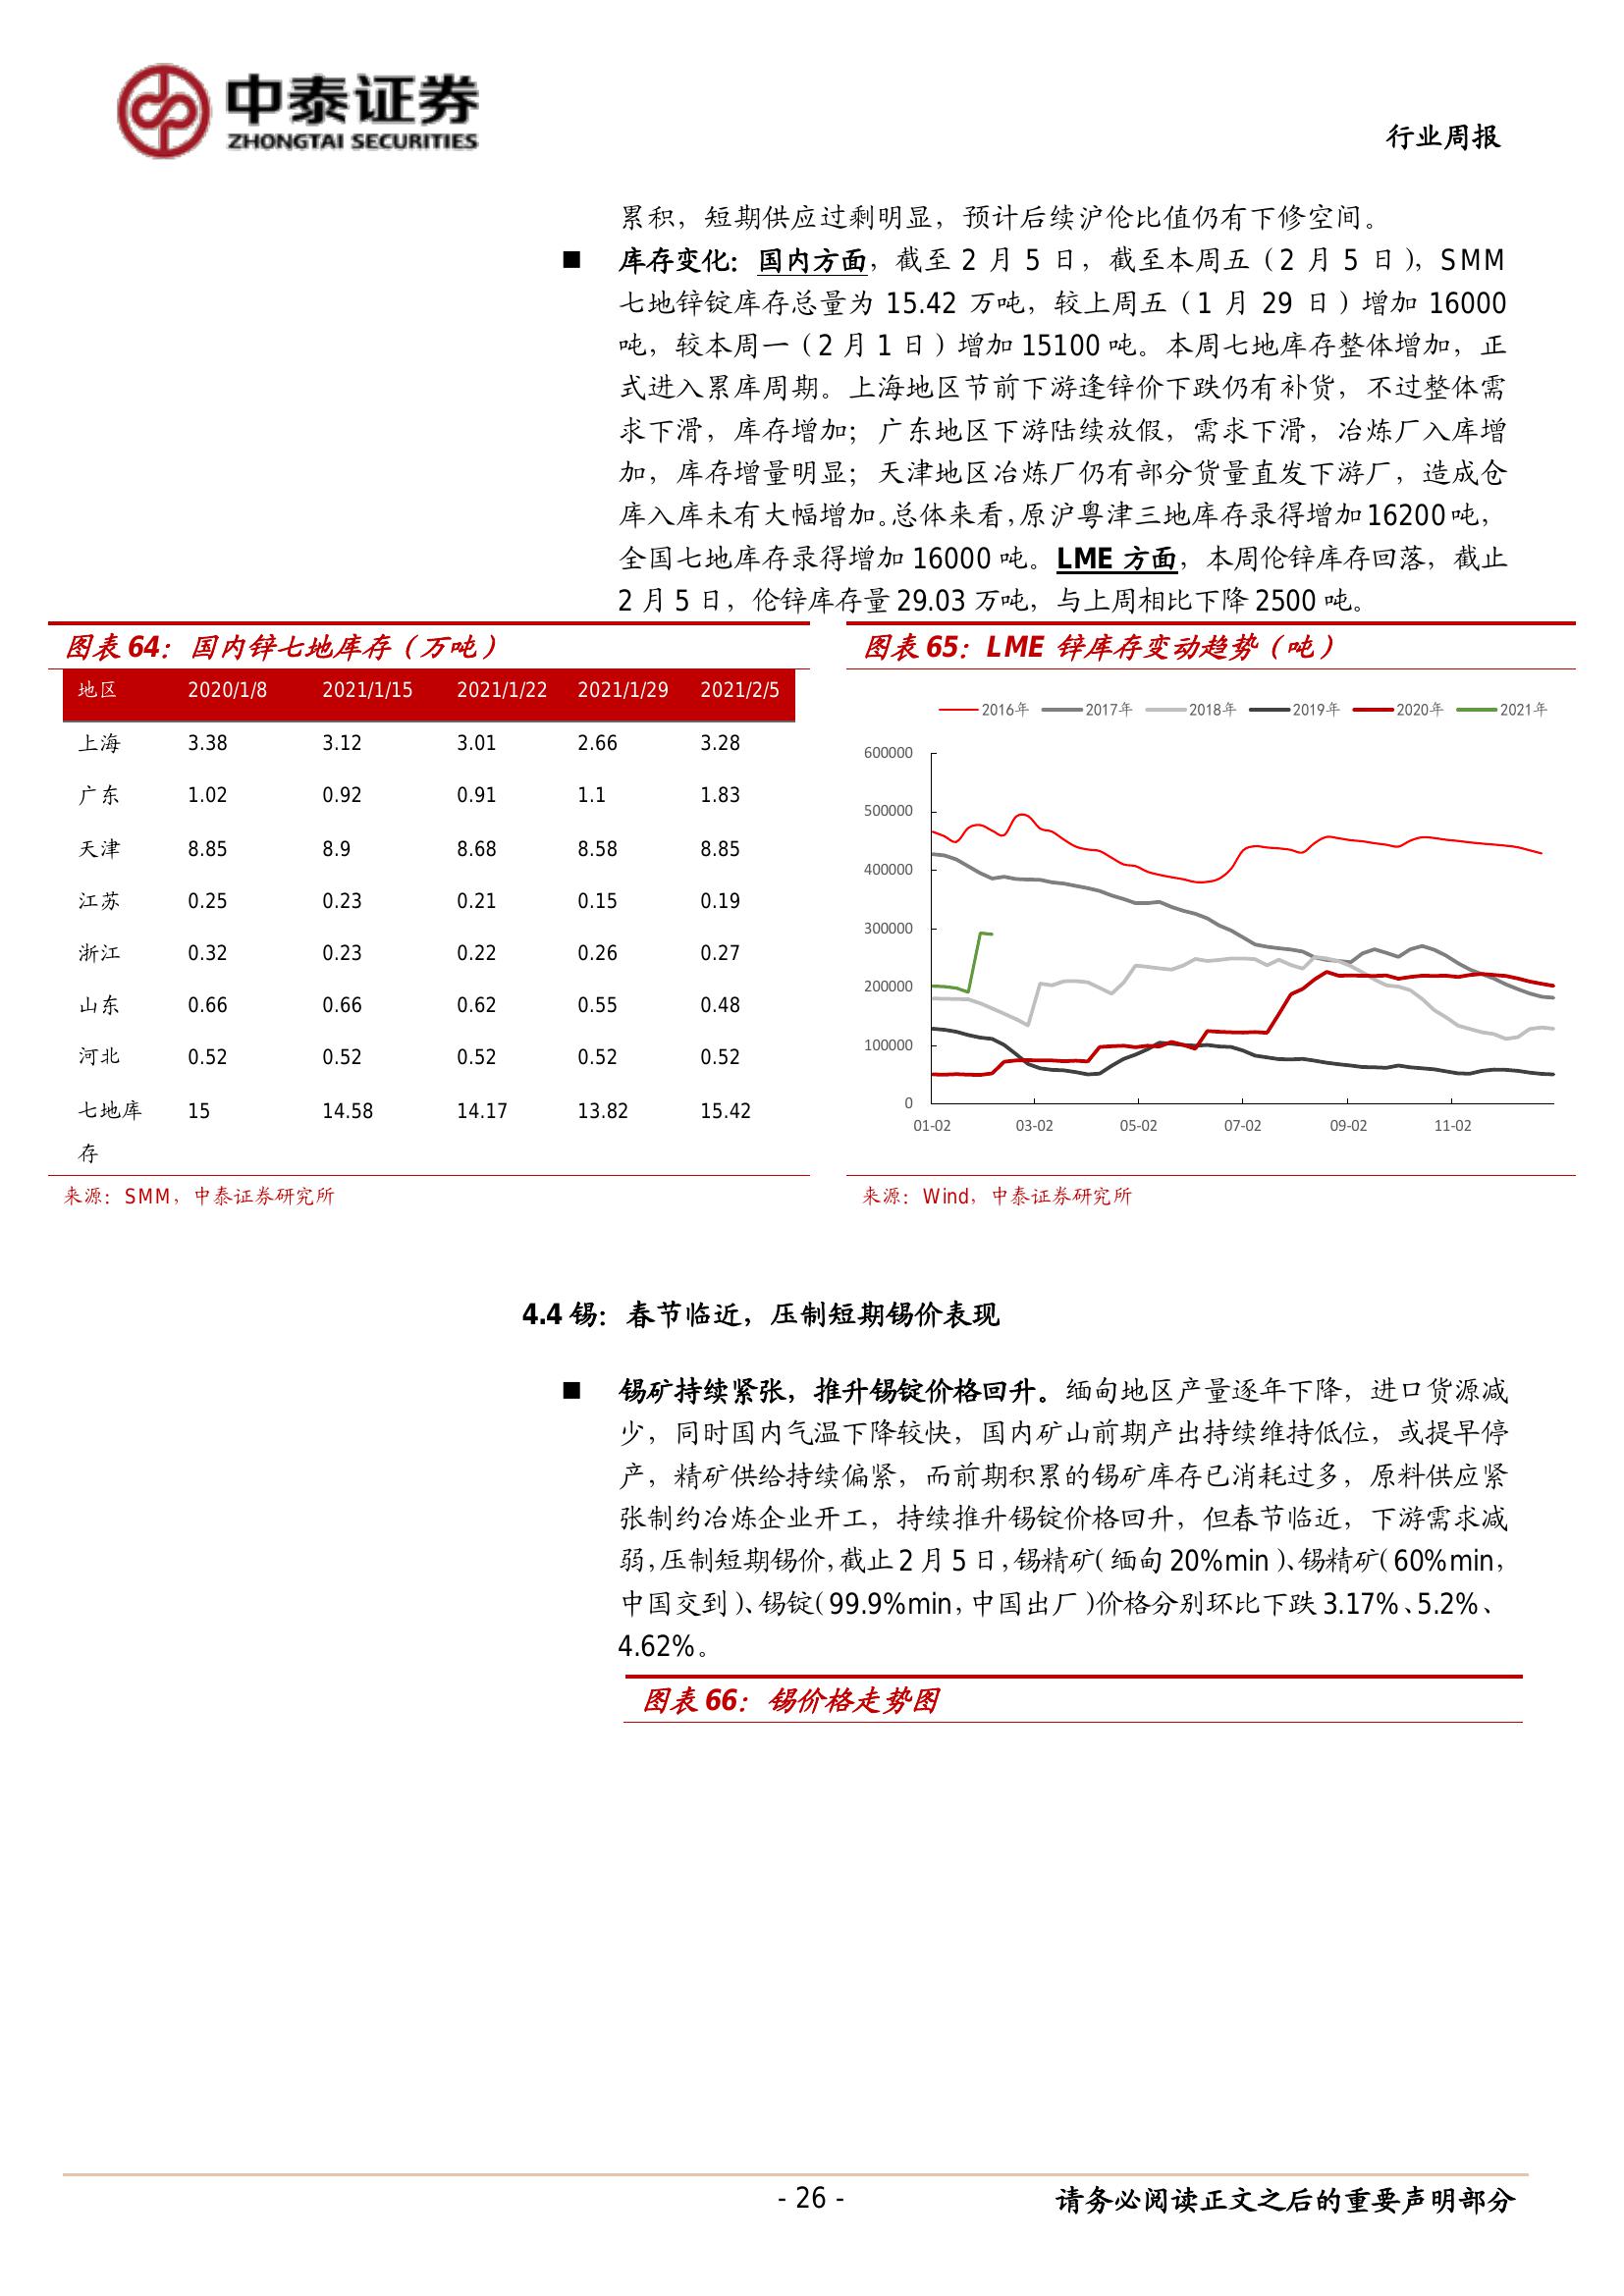 中泰证券
ZHONGTAI SECURITIES
行业周报
累积，短期供应过剩明显，预计后续沪伦比值仍有下修空间。
■ 库存变化：国内方面，截至 2 月 5 日，截至本周五（2 月 5 日），SMM
七地锌锭库存总量为 15.42 万吨，较上周五（1 月 29 日）增加 16000
吨，较本周一（2 月 1 日）增加 15100 吨。本周七地库存整体增加，正
式进入累库周期。上海地区节前下游逢锌价下跌仍有补货，不过整体需
求下滑，库存增加；广东地区下游陆续放假，需求下滑，冶炼厂入库增
加，库存增量明显；天津地区冶炼厂仍有部分货量直发下游厂，造成仓
库入库未有大幅增加。总体来看，原沪粤津三地库存录得增加 16200 吨，
全国七地库存录得增加 16000 吨。LME 方面，本周伦锌库存回落，截止
2 月 5 日，伦锌库存量 29.03 万吨，与上周相比下降 2500 吨。
图表 64：国内锌七地库存（万吨）
地区 2020/1/8 2021/1/15 2021/1/22 2021/1/29 2021/2/5
上海 3.38 3.12 3.01 2.66 3.28
广东 1.02 0.92 0.91 1.1 1.83
天津 8.85 8.9 8.68 8.58 8.85
江苏 0.25 0.23 0.21 0.15 0.19
浙江 0.32 0.23 0.22 0.26 0.27
山东 0.66 0.66 0.62 0.55 0.48
河北 0.52 0.52 0.52 0.52 0.52
七地库 15 14.58 14.17 13.82 15.42
存
来源：SMM，中泰证券研究所
图表 65：LME 锌库存变动趋势（吨）
2016年 2017年 2018年 2019年 2020年 2021年
600000
500000
400000
300000
200000
100000
0
01-02 03-02 05-02 07-02 09-02 11-02
来源：Wind，中泰证券研究所
4.4 锡：春节临近，压制短期锡价表现
■ 锡矿持续紧张，推升锡锭价格回升。缅甸地区产量逐年下降，进口货源减
少，同时国内气温下降较快，国内矿山前期产出持续维持低位，或提早停
产，精矿供给持续偏紧，而前期积累的锡矿库存已消耗过多，原料供应紧
张制约冶炼企业开工，持续推升锡锭价格回升，但春节临近，下游需求减
弱，压制短期锡价，截止 2 月 5 日，锡精矿（缅甸 20%min）、锡精矿（60%min，
中国交到）、锡锭（99.9%min，中国出厂）价格分别环比下跌 3.17%、5.2%、
4.62%。
图表 66：锡价格走势图
- 26 -
请务必阅读正文之后的重要声明部分